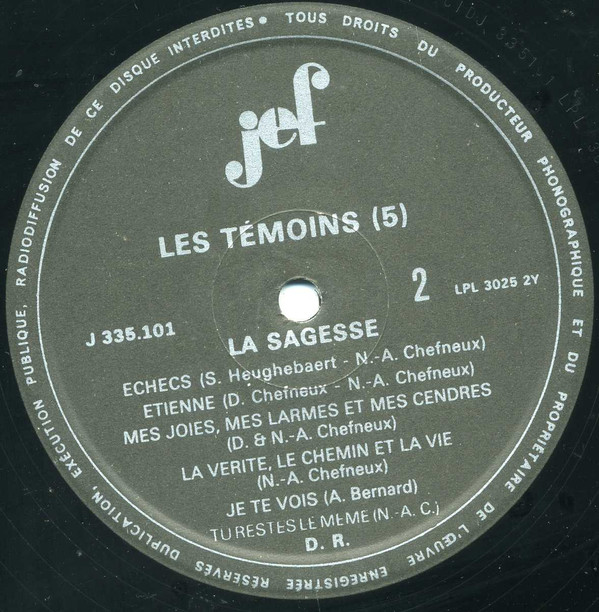 TOUS DROITS DU PRODUCTEUR PHONOGRAPHIQUE ET DU PROPRIETAIRE DE L'ŒUVRE ENREGISTREE RÉSERVÉS DUPLICATION, EXÉCUTION PUBLIQUE, RADIODIFFUSION DE CE DISQUE INTERDITES •
jef
LES TÉMOINS (5)
2
LPL 3025 2Y
J 335.101
LA SAGESSE
ECHECS (S. Heughebaert - N.-A. Chefneux)
ETIENNE (D. Chefneux - N.-A. Chefneux)
MES JOIES, MES LARMES ET MES CENDRES
(D. & N.-A. Chefneux)
LA VERITE, LE CHEMIN ET LA VIE
(N.-A. Chefneux)
JE TE VOIS (A. Bernard)
TU RESTES LE MEME (N.-A. C.)
D. R.